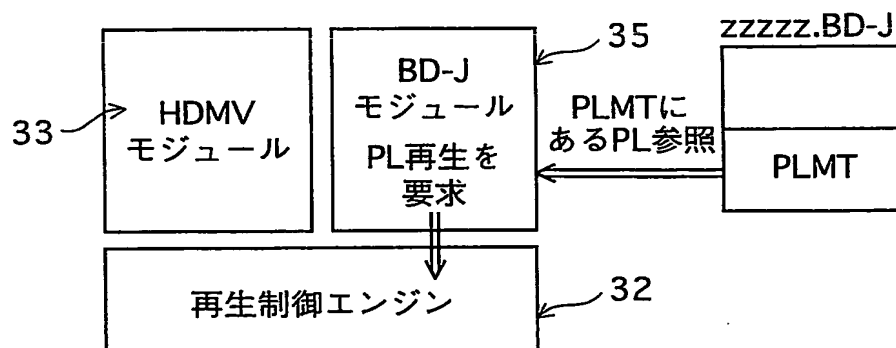 zzzzz.BD-J
35
BD-J
モジュール
HDMV
モジュール
33
PLMTに
あるPL参照
PLMT
PL再生を
要求
再生制御エンジン
32